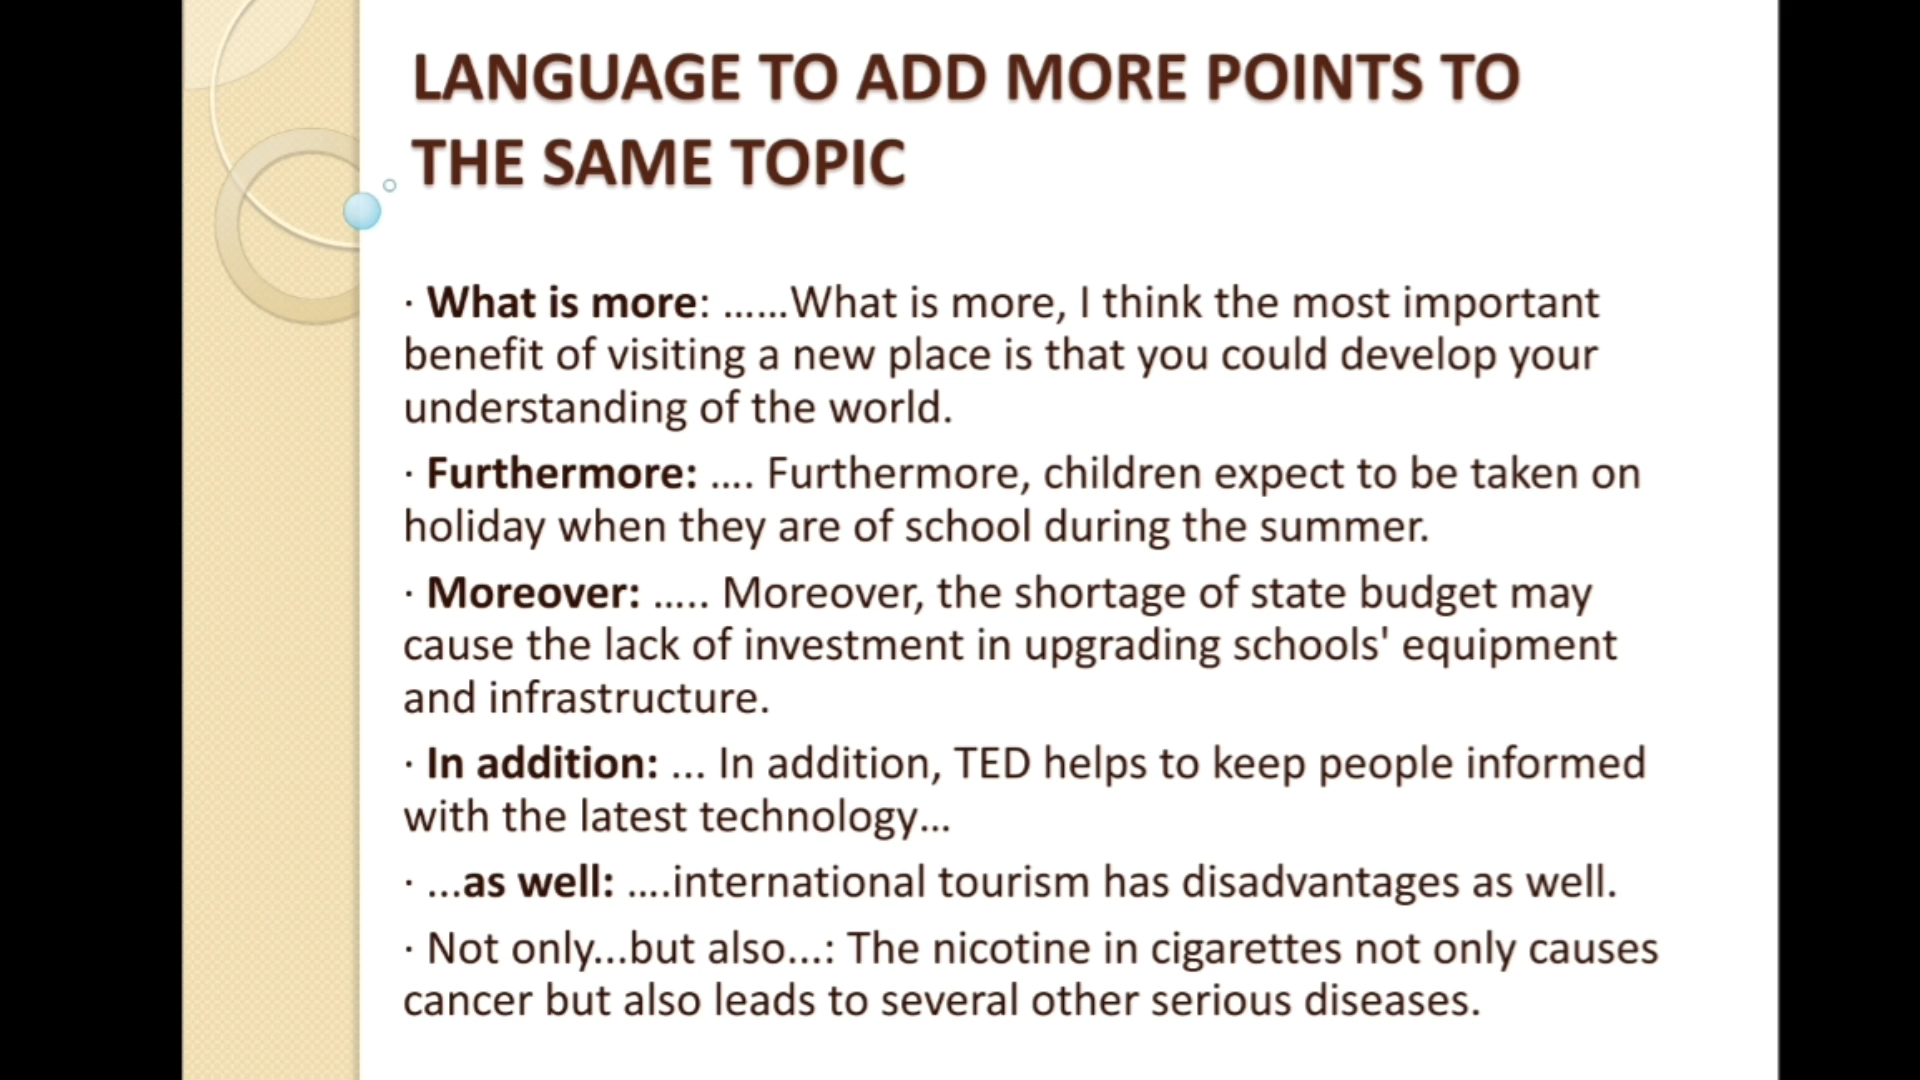 LANGUAGE TO ADD MORE POINTS TO
THE SAME TOPIC
· What is more: ......What is more, I think the most important
benefit of visiting a new place is that you could develop your
understanding of the world.
· Furthermore: .... Furthermore, children expect to be taken on
holiday when they are of school during the summer.
· Moreover: ..... Moreover, the shortage of state budget may
cause the lack of investment in upgrading schools' equipment
and infrastructure.
· In addition: ... In addition, TED helps to keep people informed
with the latest technology...
· ...as well: ....international tourism has disadvantages as well.
· Not only...but also...: The nicotine in cigarettes not only causes
cancer but also leads to several other serious diseases.